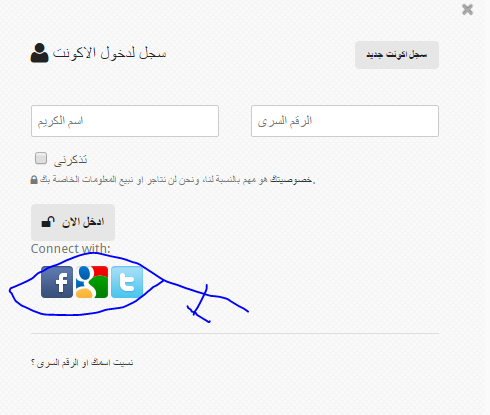 سجل لدخول الاكونت
سجل اكونت جديد
اسم الكريم
الرقم السرى
تذكرنى
خصوصيتك هو مهم بالنسبة لنا، ونحن لن نتاجر او نبيع المعلومات الخاصة بك.
ادخل الان
Connect with:
نسيت اسمك او الرقم السرى ؟